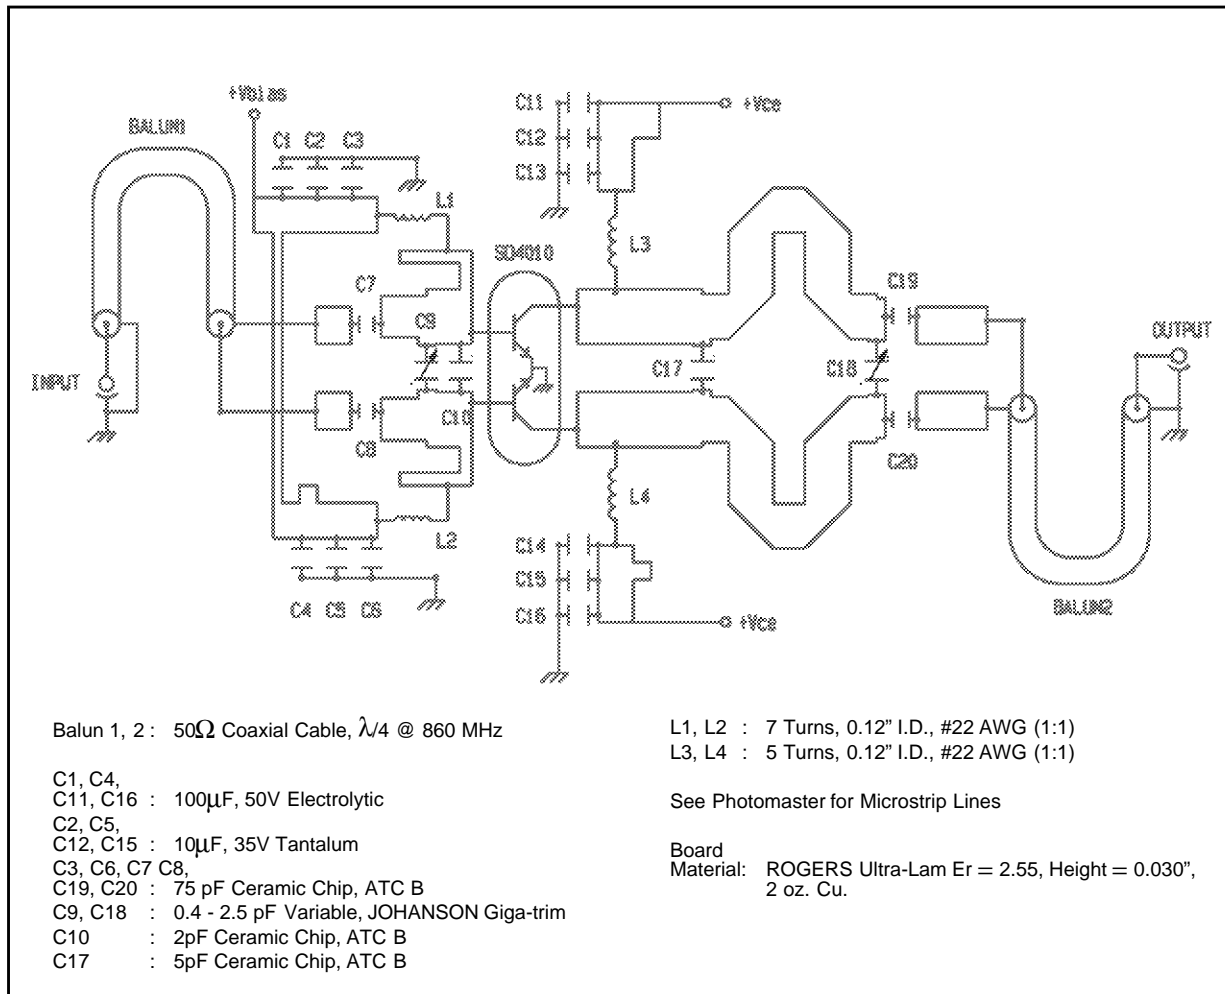 +Vbias
BALUN1
C1 C2 C3
L1
C7
C9
INPUT
C10
C8
L2
C4 C5 C6
SD4010
C11
C12
C13
+Vce
L3
C17
L4
C14
C15
C16
+Vce
C19
C18
C20
OUTPUT
BALUN2
Balun 1, 2 : 50Ω Coaxial Cable, λ/4 @ 860 MHz
C1, C4,
C11, C16 : 100μF, 50V Electrolytic
C2, C5,
C12, C15 : 10μF, 35V Tantalum
C3, C6, C7 C8,
C19, C20 : 75 pF Ceramic Chip, ATC B
C9, C18 : 0.4 - 2.5 pF Variable, JOHANSON Giga-trim
C10 : 2pF Ceramic Chip, ATC B
C17 : 5pF Ceramic Chip, ATC B
L1, L2 : 7 Turns, 0.12” I.D., #22 AWG (1:1)
L3, L4 : 5 Turns, 0.12” I.D., #22 AWG (1:1)
See Photomaster for Microstrip Lines
Board
Material: ROGERS Ultra-Lam Er = 2.55, Height = 0.030”,
2 oz. Cu.